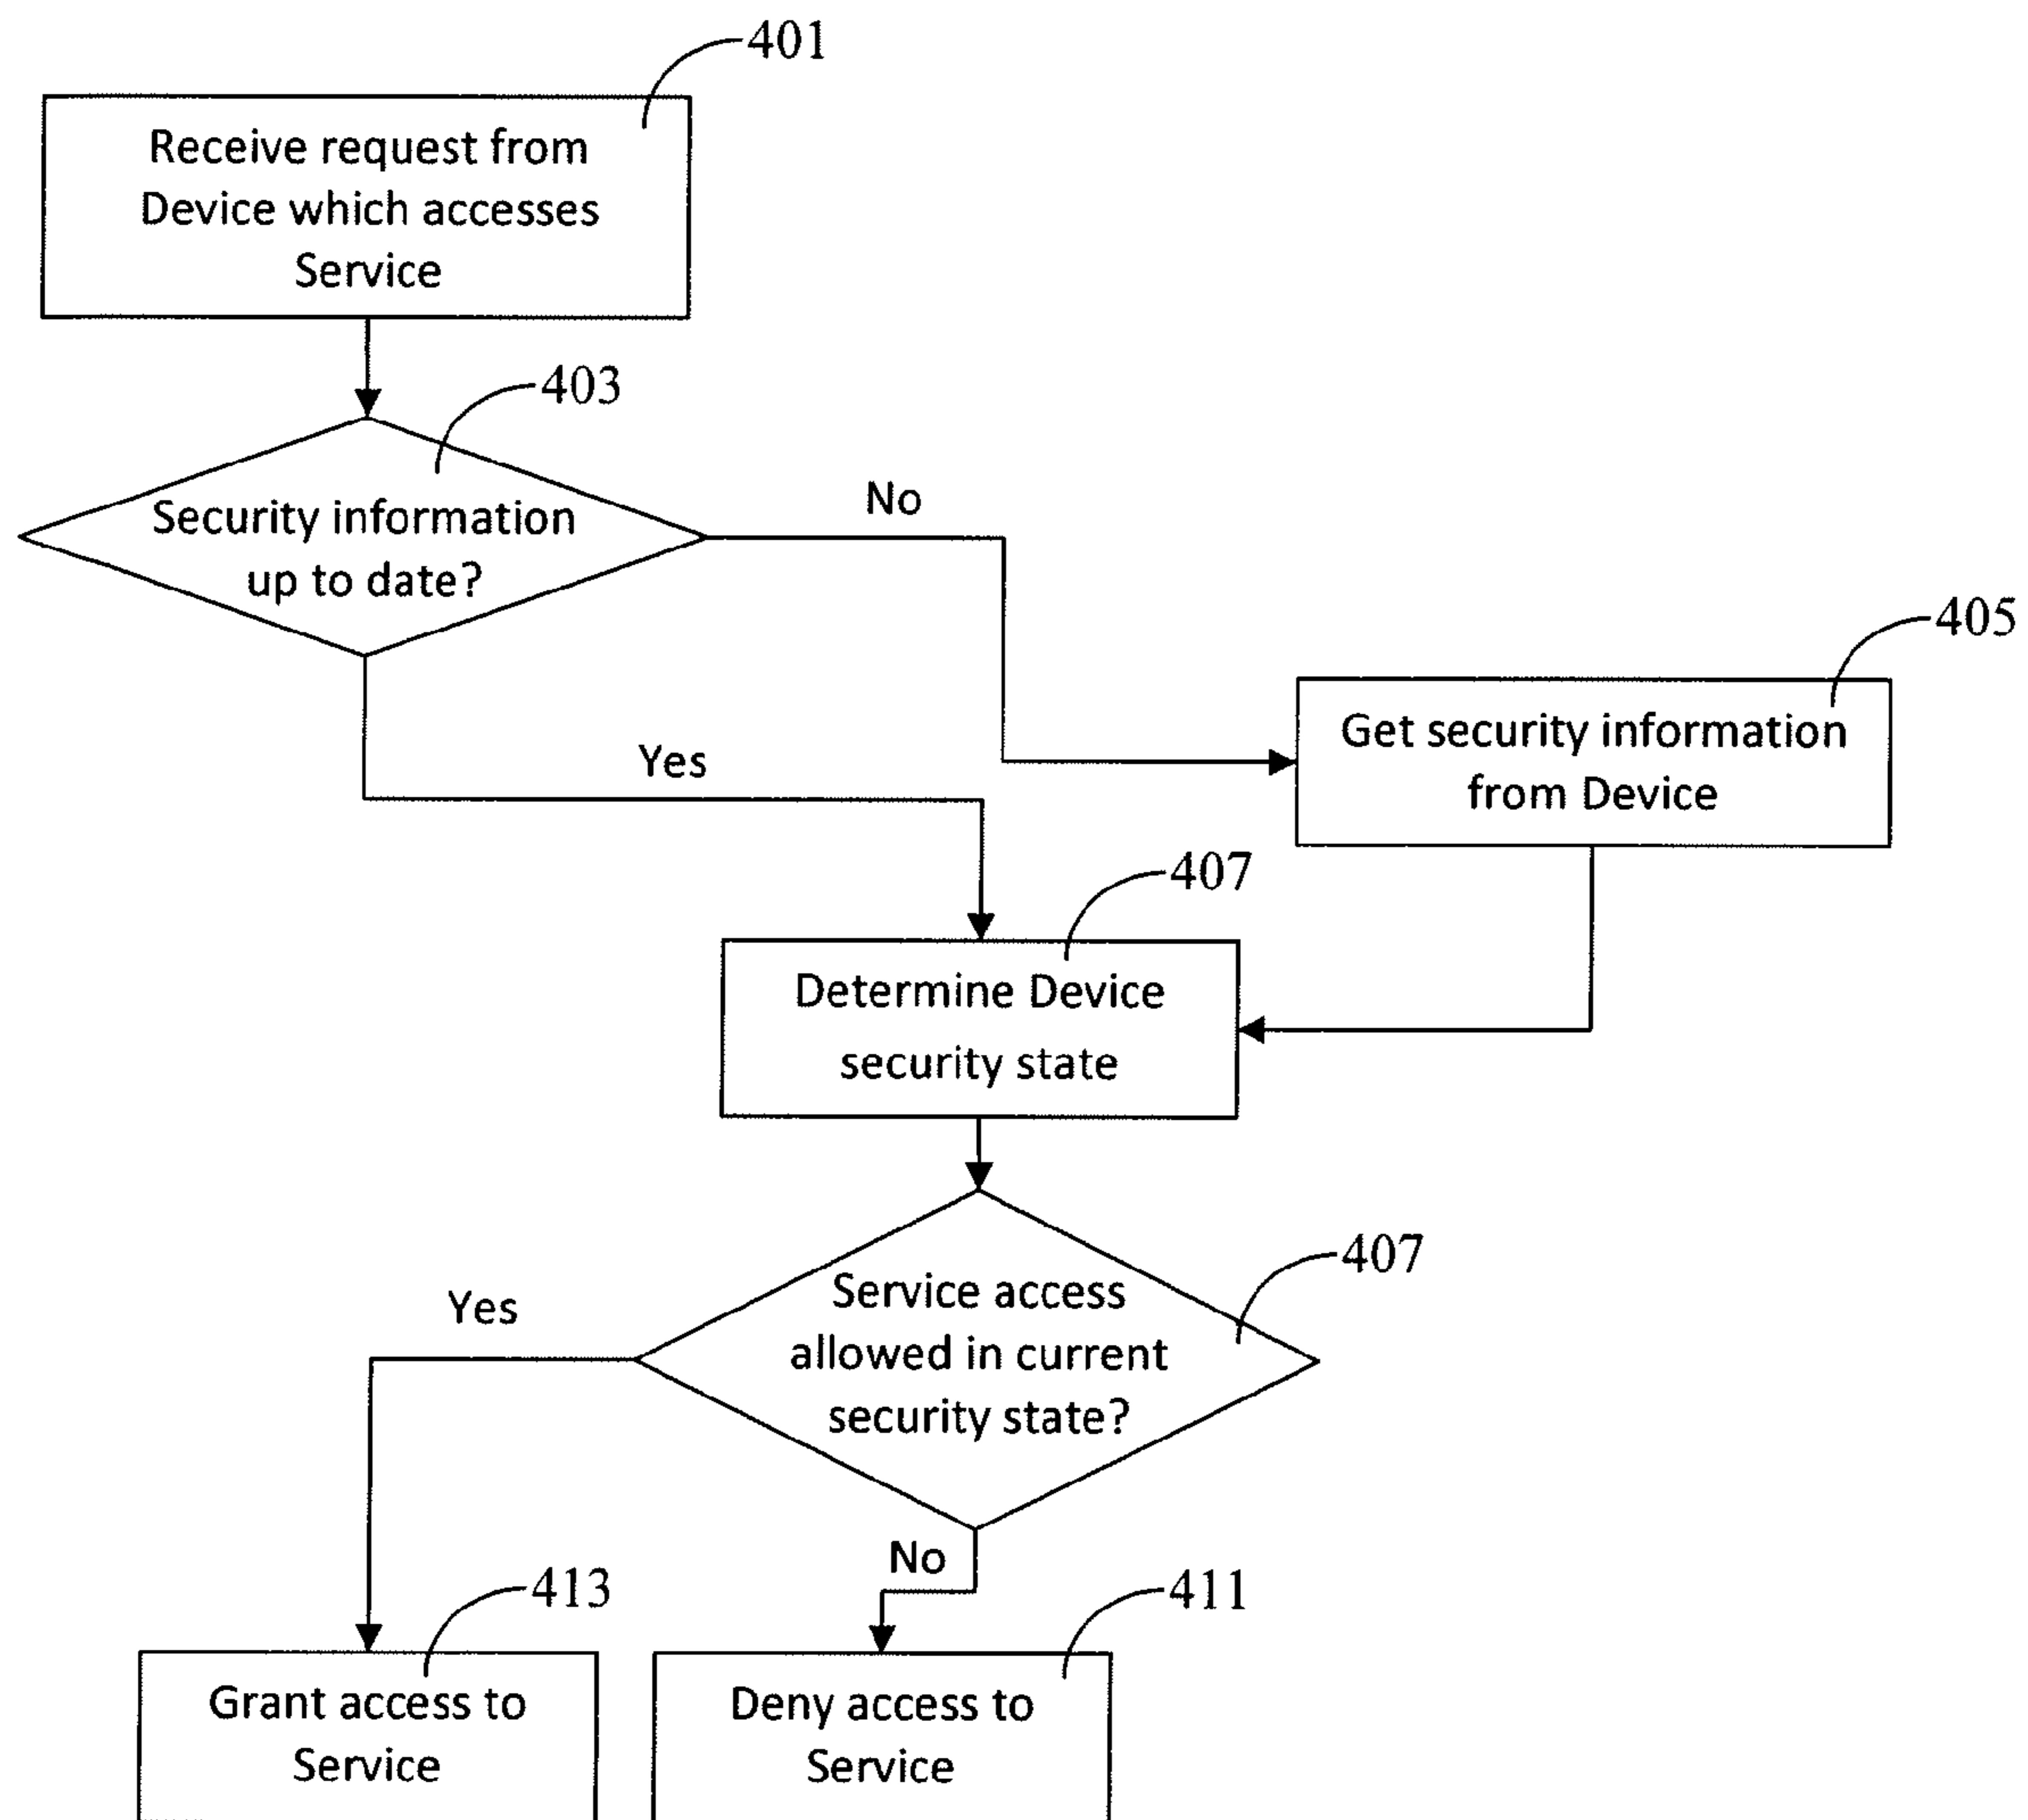 401
Receive request from
Device which accesses
Service
403
Security information
up to date?
No
405
Get security information
from Device
Yes
407
Determine Device
security state
407
Service access
allowed in current
security state?
Yes
No
413
Grant access to
Service
411
Deny access to
Service